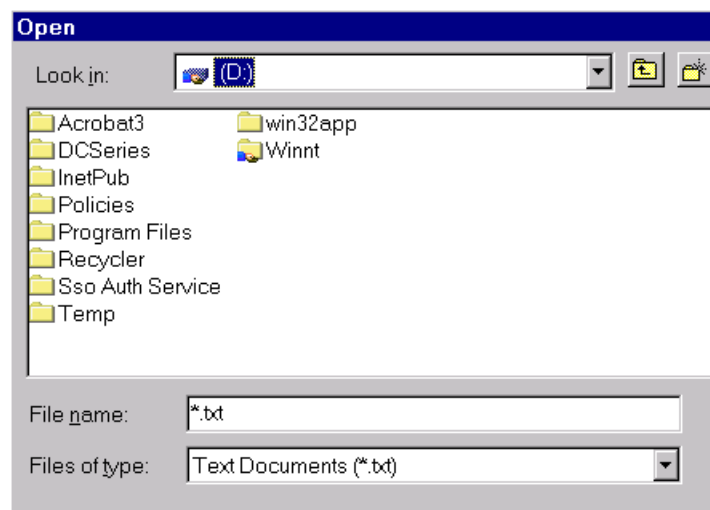 Open
Look in: (D:)
Acrobat3 win32app
DCSeries Winnt
InetPub
Policies
Program Files
Recycler
Sso Auth Service
Temp
File name: *.txt
Files of type: Text Documents (*.txt)